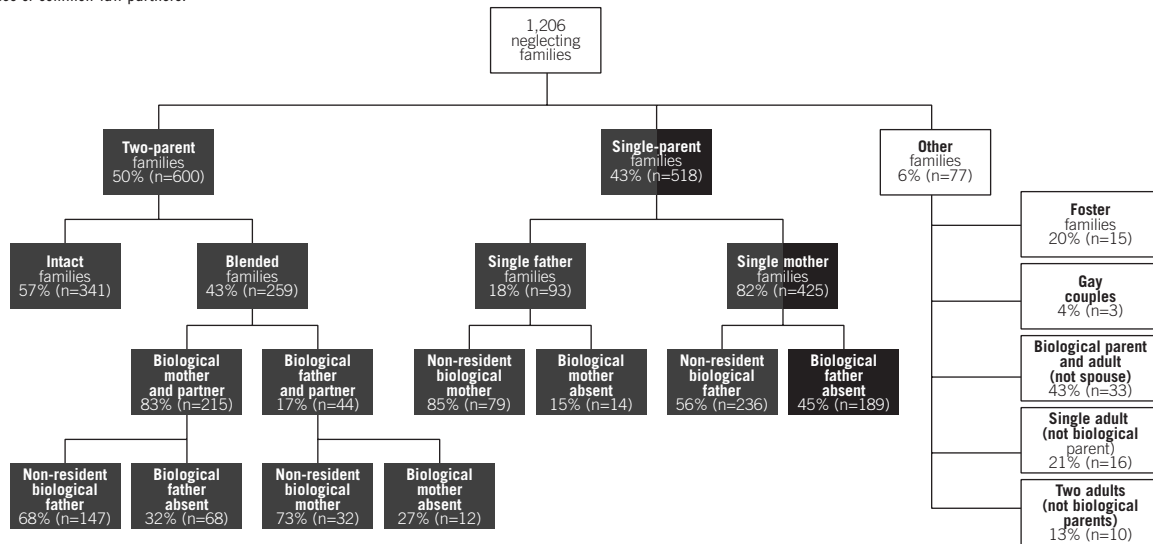 1,206
neglecting
families
Two-parent
families
50% (n=600)
Single-parent
families
43% (n=518)
Other
families
6% (n=77)
Intact
families
57% (n=341)
Blended
families
43% (n=259)
Single father
families
18% (n=93)
Single mother
families
82% (n=425)
Foster
families
20% (n=15)
Gay
couples
4% (n=3)
Biological parent
and adult
(not spouse)
43% (n=33)
Single adult
(not biological
parent)
21% (n=16)
Two adults
(not biological
parents)
13% (n=10)
Biological
mother
and partner
83% (n=215)
Biological
father
and partner
17% (n=44)
Non-resident
biological
mother
85% (n=79)
Biological
mother
absent
15% (n=14)
Non-resident
biological
father
56% (n=236)
Biological
father
absent
45% (n=189)
Non-resident
biological
father
68% (n=147)
Biological
father
absent
32% (n=68)
Non-resident
biological
mother
73% (n=32)
Biological
mother
absent
27% (n=12)